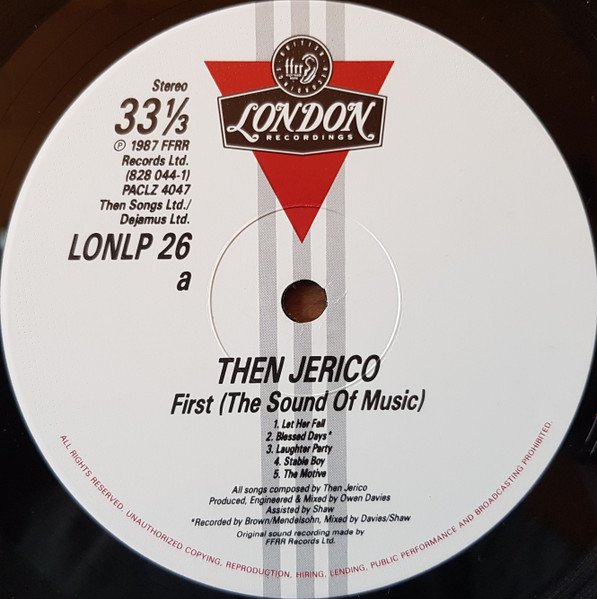 BRITISH
ffrr
RECORDINGS
LONDON
RECORDINGS
Stereo
33⅓
℗ 1987 FFRR
Records Ltd.
(828 044-1)
PACLZ 4047
Then Songs Ltd./
Dejamus Ltd.
LONLP 26
a
THEN JERICO
First (The Sound Of Music)
1. Let Her Fall
2. Blessed Days*
3. Laughter Party
4. Stable Boy
5. The Motive
All songs composed by Then Jerico
Produced, Engineered & Mixed by Owen Davies
Assisted by Shaw
*Recorded by Brown/Mendelsohn, Mixed by Davies/Shaw
Original sound recording made by
FFRR Records Ltd.
ALL RIGHTS RESERVED. UNAUTHORIZED COPYING, REPRODUCTION, HIRING, LENDING, PUBLIC PERFORMANCE AND BROADCASTING PROHIBITED.